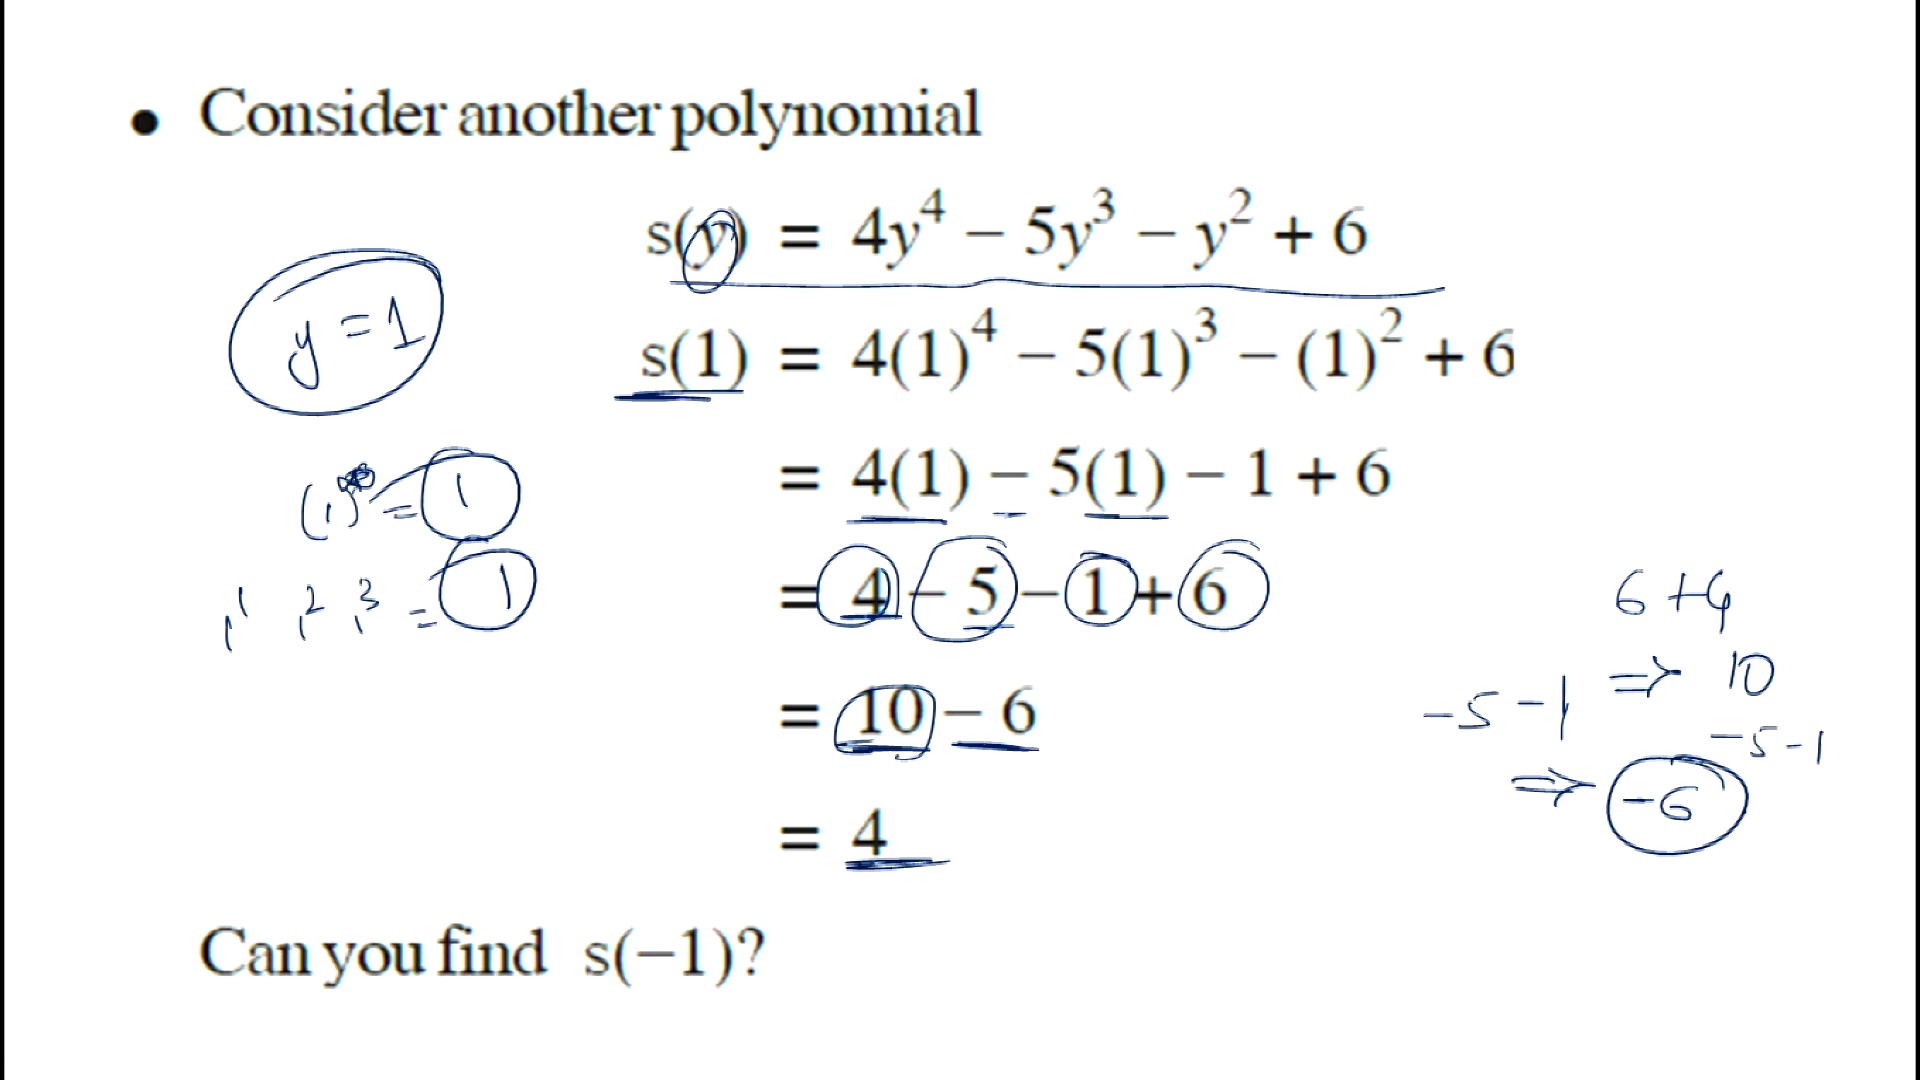 • Consider another polynomial
s(y) = 4y⁴ − 5y³ − y² + 6
y = 1
s(1) = 4(1)⁴ − 5(1)³ − (1)² + 6
= 4(1) − 5(1) − 1 + 6
(1) = 1
= 4 − 5 − 1 + 6
1¹ 1² 1³ = 1
6 + 4
⇒ 10
= 10 − 6
−5 −1
−5 −1
⇒ −6
= 4
Can you find s(−1)?